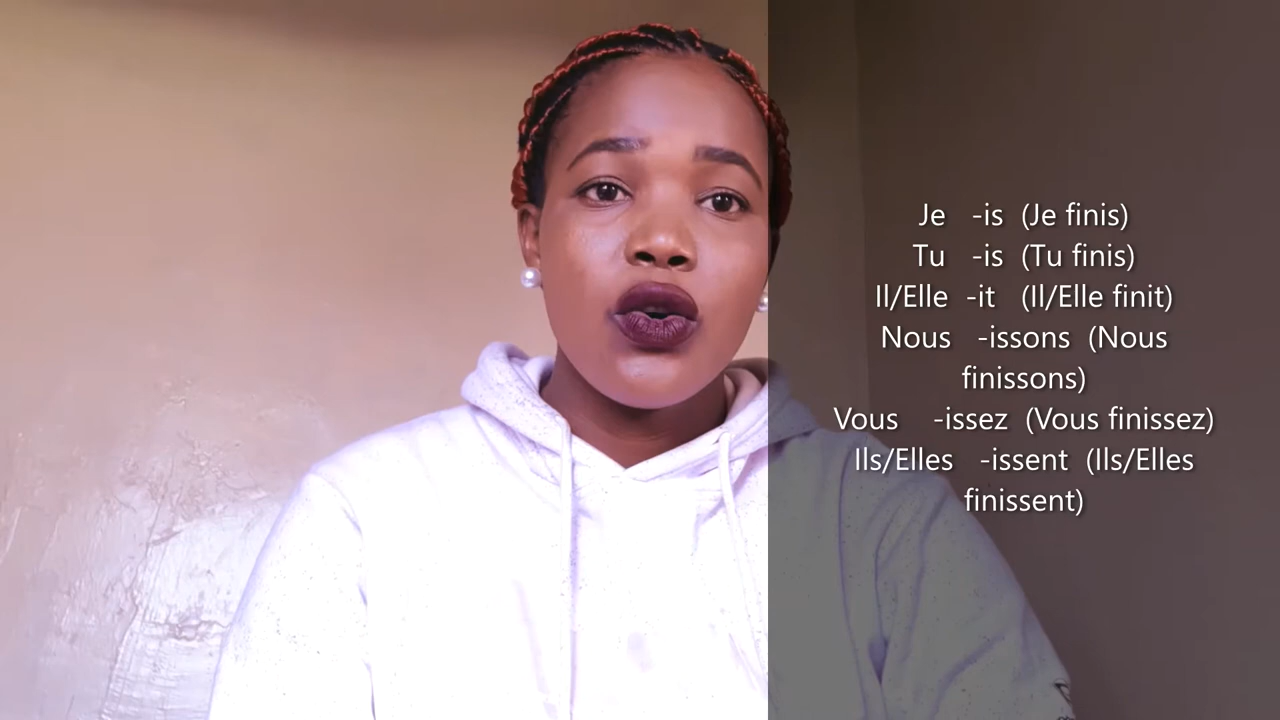 Je -is (Je finis)
Tu -is (Tu finis)
Il/Elle -it (Il/Elle finit)
Nous -issons (Nous
finissons)
Vous -issez (Vous finissez)
Ils/Elles -issent (Ils/Elles
finissent)